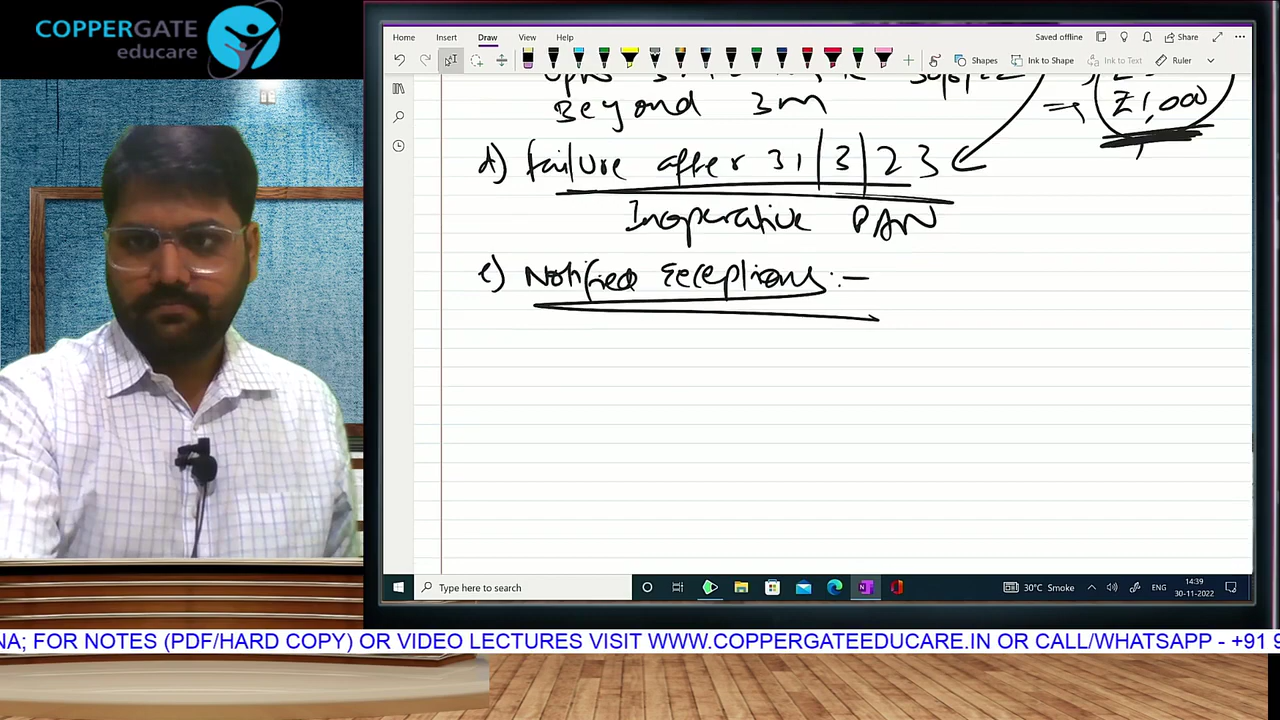 COPPERGATE
educare
Home Insert Draw View Help
Saved offline
Share
Shapes
Ink to Shape
Ink to Text
Ruler
Beyond 3m
⇒ ₹1,000
d) failure after 31|3|23
Inoperative PAN
e) Notified Exceptions :-
Type here to search
30°C Smoke
ENG
14:39
30-11-2022
NA; FOR NOTES (PDF/HARD COPY) OR VIDEO LECTURES VISIT WWW.COPPERGATEEDUCARE.IN OR CALL/WHATSAPP - +91 9